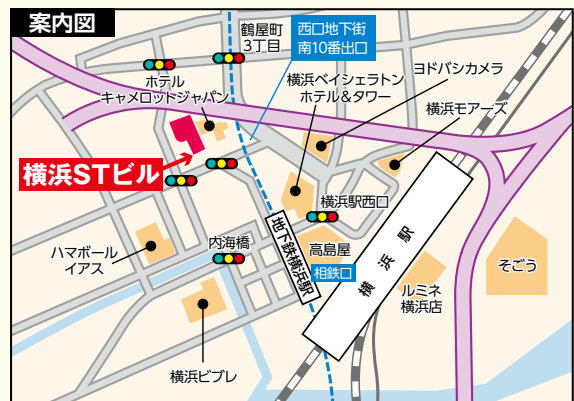 案内図
鶴屋町
3丁目
西口地下街
南10番出口
ホテル
キャメロットジャパン
横浜ベイシェラトン
ホテル&タワー
ヨドバシカメラ
横浜モアーズ
横浜STビル
横浜駅西口
ハマボール
イアス
内海橋
地下鉄横浜駅
高島屋
相鉄口
横浜駅
ルミネ
横浜店
そごう
横浜ビブレ